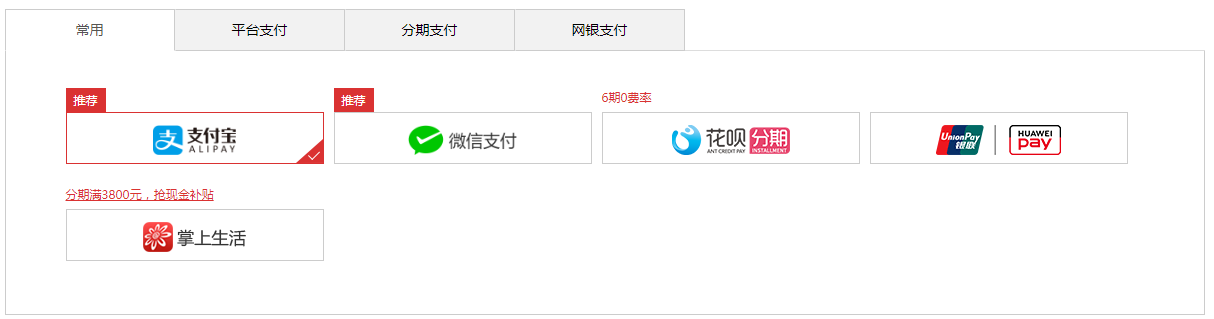 常用 平台支付 分期支付 网银支付
推荐 推荐 6期0费率
支付宝 ALIPAY
微信支付
花呗 分期 ANT CREDIT PAY INSTALLMENT
UnionPay 银联 HUAWEI pay
分期满3800元，抢现金补贴
掌上生活